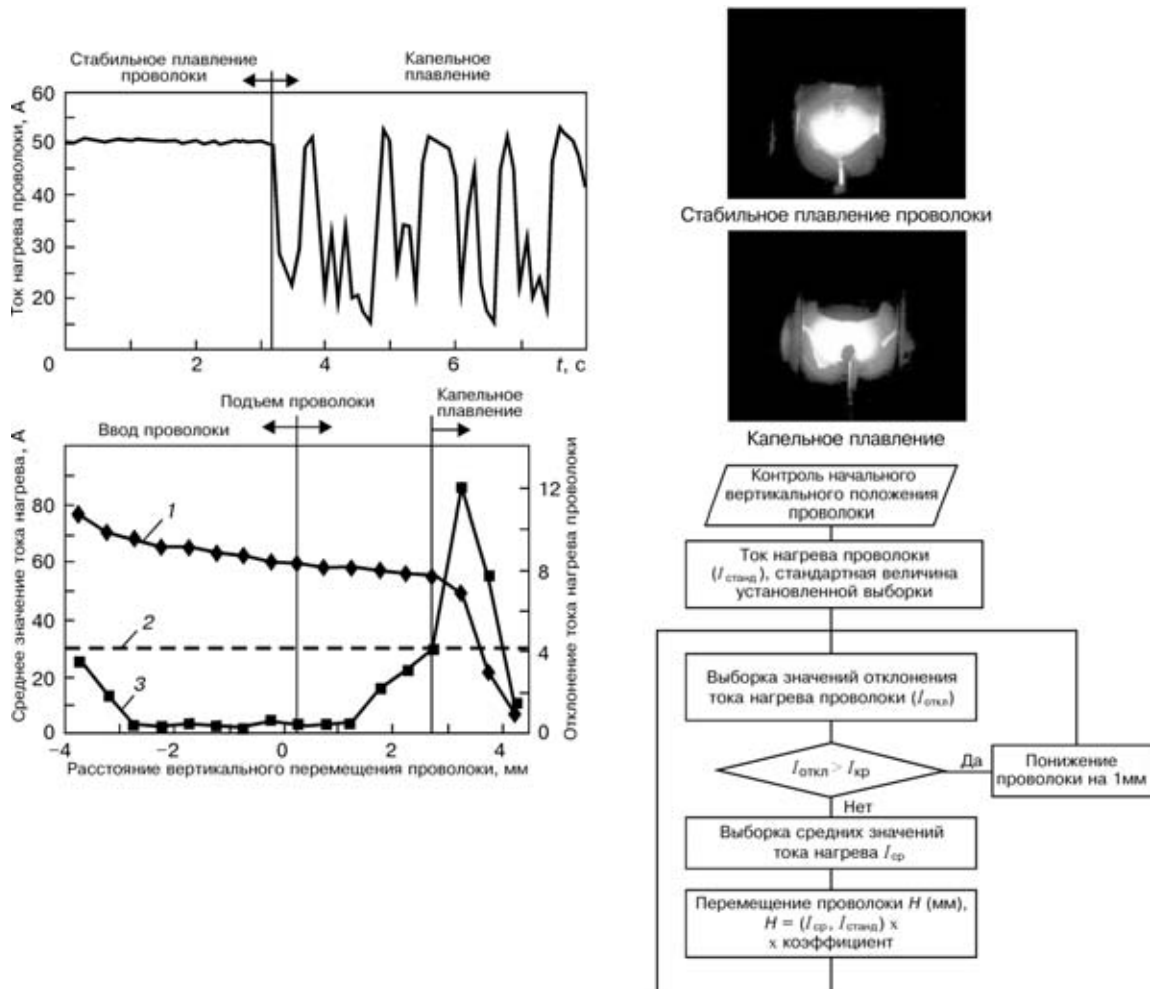 Стабильное плавление
проволоки
Капельное
плавление
Ток нагрева проволоки, А
60
50
40
30
20
0
2
4
6
t, с
Подъем проволоки
Капельное
плавление
Ввод проволоки
Среднее значение тока нагрева, А
80
60
40
30
20
0
1
2
3
12
8
4
0
Отклонение тока нагрева проволоки
−4
−2
0
2
4
Расстояние вертикального перемещения проволоки, мм
Стабильное плавление проволоки
Капельное плавление
Контроль начального
вертикального положения
проволоки
Ток нагрева проволоки
(Iстанд), стандартная величина
установленной выборки
Выборка значений отклонения
тока нагрева проволоки (Iоткл)
Iоткл > Iкр
Да
Понижение
проволоки на 1мм
Нет
Выборка средних значений
тока нагрева Iср
Перемещение проволоки H (мм),
H = (Iср, Iстанд) х
х коэффициент